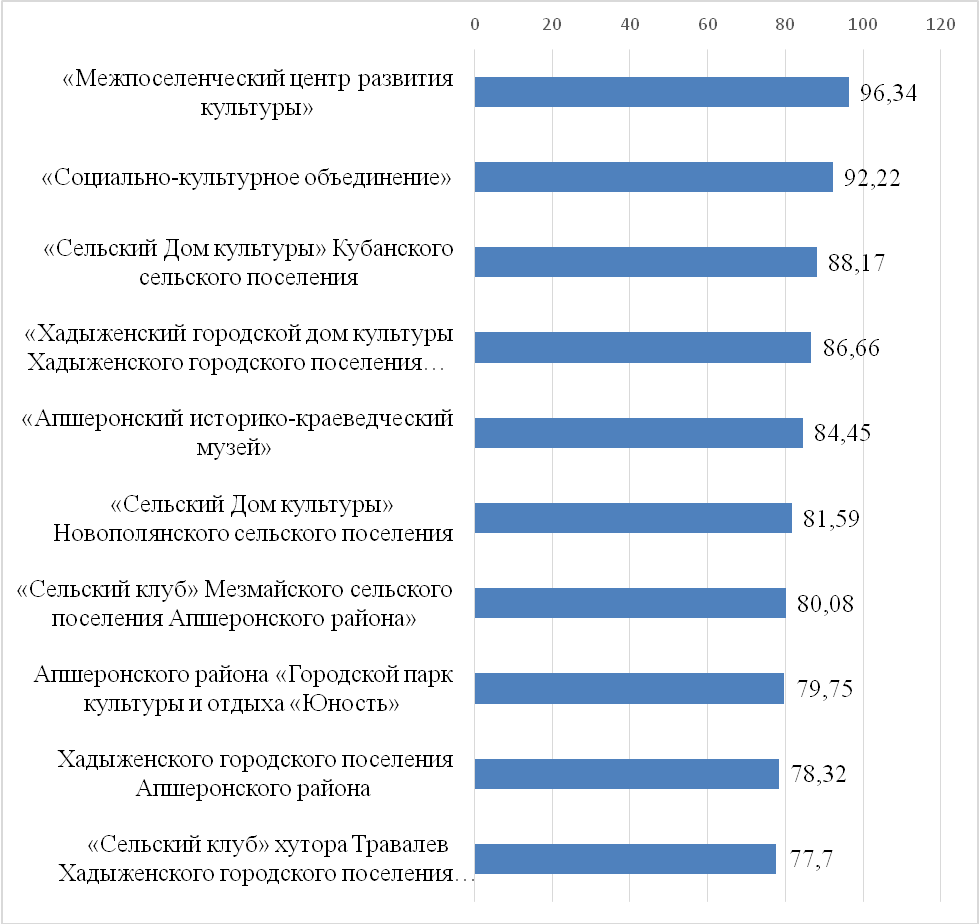 0 20 40 60 80 100 120
«Межпоселенческий центр развития
культуры»
96,34
«Социально-культурное объединение»
92,22
«Сельский Дом культуры» Кубанского
сельского поселения
88,17
«Хадыженский городской дом культуры
Хадыженского городского поселения…
86,66
«Апшеронский историко-краеведческий
музей»
84,45
«Сельский Дом культуры»
Новополянского сельского поселения
81,59
«Сельский клуб» Мезмайского сельского
поселения Апшеронского района»
80,08
Апшеронского района «Городской парк
культуры и отдыха «Юность»
79,75
Хадыженского городского поселения
Апшеронского района
78,32
«Сельский клуб» хутора Травалев
Хадыженского городского поселения…
77,7